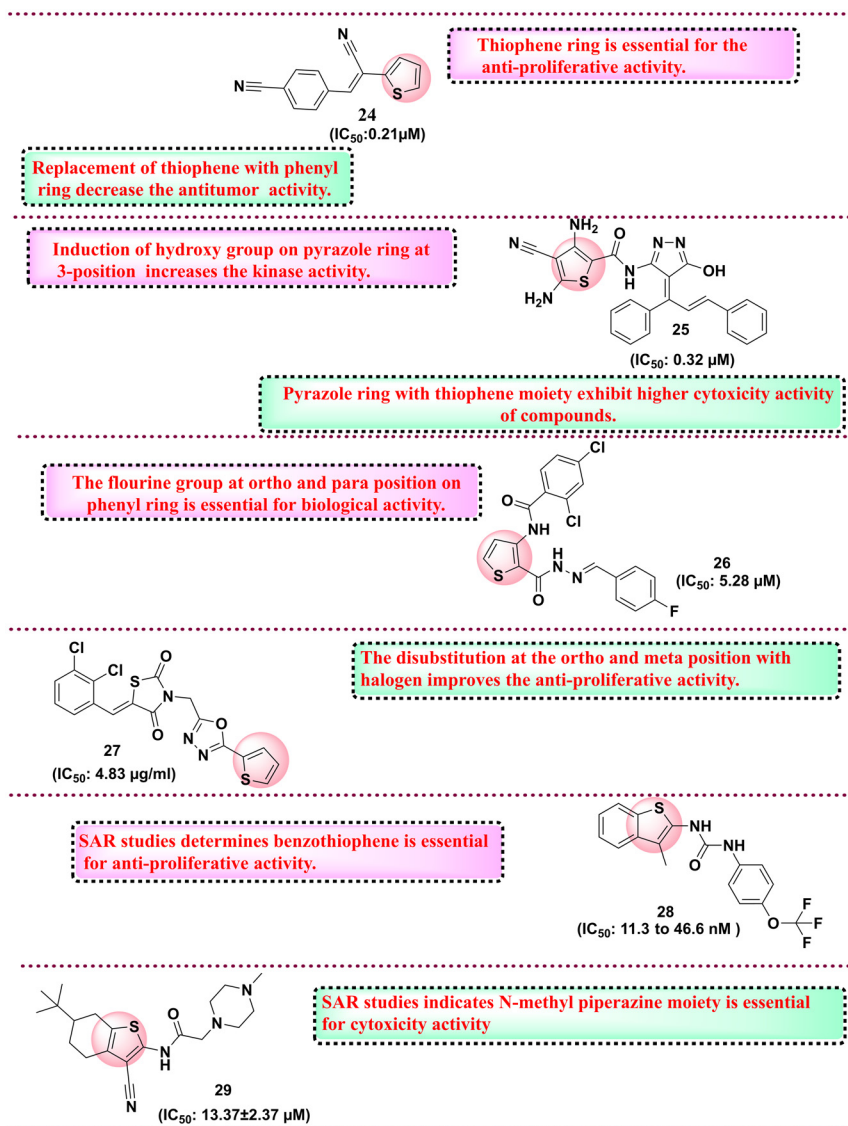 Thiophene ring is essential for the
anti-proliferative activity.
N
N
S
24
(IC50:0.21µM)
Replacement of thiophene with phenyl
ring decrease the antitumor activity.
Induction of hydroxy group on pyrazole ring at
3-position increases the kinase activity.
NH2
N
O
N
N
NH
OH
S
H2N
25
(IC50: 0.32 µM)
Pyrazole ring with thiophene moiety exhibit higher cytoxicity activity
of compounds.
The flourine group at ortho and para position on
phenyl ring is essential for biological activity.
Cl
O
Cl
NH
S
H
N
N
O
F
26
(IC50: 5.28 µM)
The disubstitution at the ortho and meta position with
halogen improves the anti-proliferative activity.
Cl
Cl
O
S
N
O
O
N
N
S
27
(IC50: 4.83 µg/ml)
SAR studies determines benzothiophene is essential
for anti-proliferative activity.
S
NH
NH
O
O
F
F
F
28
(IC50: 11.3 to 46.6 nM )
SAR studies indicates N-methyl piperazine moiety is essential
for cytoxicity activity
N
N
O
S
NH
N
29
(IC50: 13.37±2.37 µM)